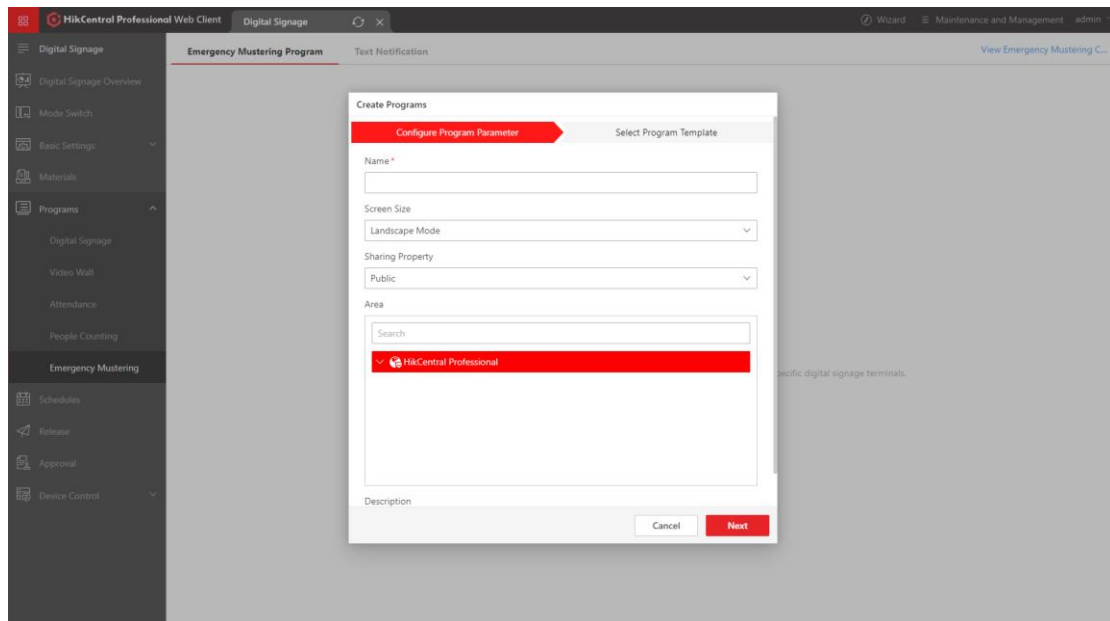 HikCentral Professional Web Client
Digital Signage
Wizard
Maintenance and Management
admin
Digital Signage
Digital Signage Overview
Mode Switch
Basic Settings
Materials
Programs
Digital Signage
Video Wall
Attendance
People Counting
Emergency Mustering
Schedules
Release
Approval
Device Control
Emergency Mustering Program
Text Notification
View Emergency Mustering C...
Create Programs
Configure Program Parameter
Select Program Template
Name*
Screen Size
Landscape Mode
Sharing Property
Public
Area
Search
HikCentral Professional
Description
Cancel
Next
digital signage terminals.